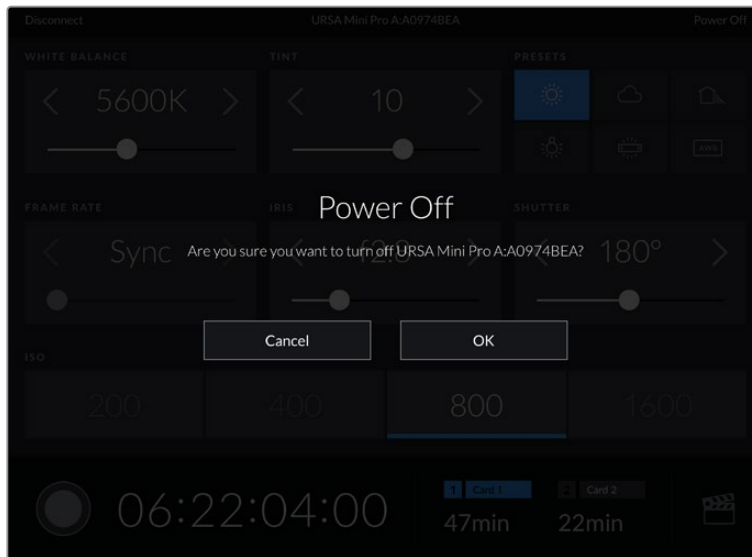 Disconnect URSA Mini Pro A:A0974BEA Power Off
WHITE BALANCE TINT PRESETS
5600K 10
AWB
FRAME RATE IRIS SHUTTER
Power Off
Sync f2.8 180°
Are you sure you want to turn off URSA Mini Pro A:A0974BEA?
Cancel OK
ISO
200 400 800 1600
1 Card 1 2 Card 2
06:22:04:00
47min 22min